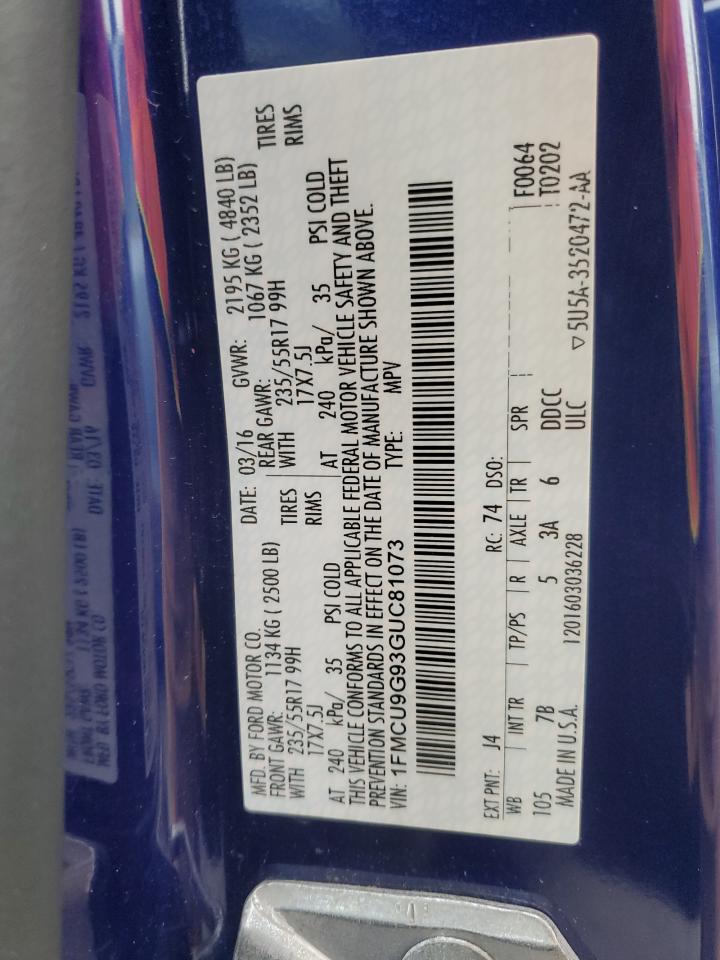 MFD. BY FORD MOTOR CO.
DATE: 03/16 GVWR: 2195 KG ( 4840 LB)
FRONT GAWR: 1134 KG ( 2500 LB) REAR GAWR: 1067 KG ( 2352 LB)
WITH 235/55R17 99H TIRES WITH 235/55R17 99H TIRES
17X7.5J RIMS 17X7.5J RIMS
AT 240 kPa/ 35 PSI COLD AT 240 kPa/ 35 PSI COLD
THIS VEHICLE CONFORMS TO ALL APPLICABLE FEDERAL MOTOR VEHICLE SAFETY AND THEFT
PREVENTION STANDARDS IN EFFECT ON THE DATE OF MANUFACTURE SHOWN ABOVE.
VIN: 1FMCU9G93GUC81073 TYPE: MPV
EXT PNT: J4 RC: 74 DSO: F0064
WB INT TR TP/PS R AXLE TR SPR T0202
105 7B 5 3A 6 DDCC
MADE IN U.S.A. 1201603036228 ULC ▽5U5A-3520472-AA